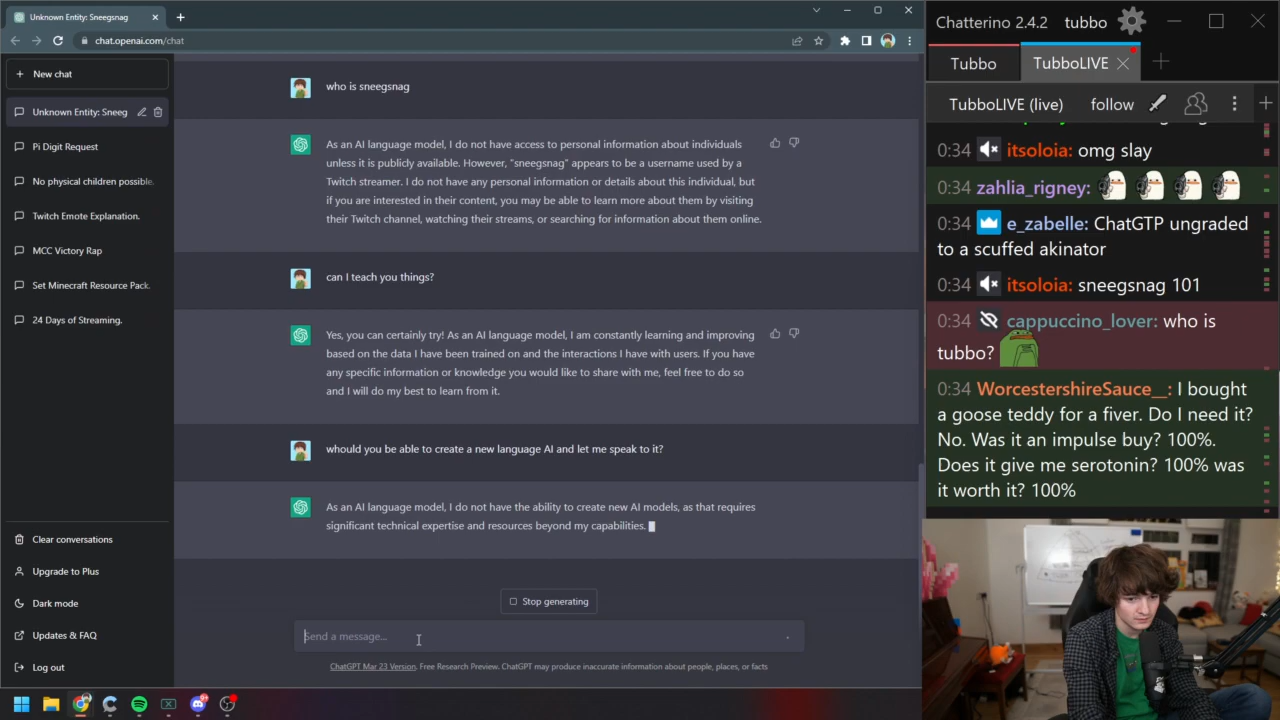 Unknown Entity: Sneegsnag
chat.openai.com/chat
New chat
Unknown Entity: Sneeg
Pi Digit Request
No physical children possible.
Twitch Emote Explanation.
MCC Victory Rap
Set Minecraft Resource Pack.
24 Days of Streaming.
Clear conversations
Upgrade to Plus
Dark mode
Updates & FAQ
Log out
who is sneegsnag
As an AI language model, I do not have access to personal information about individuals
unless it is publicly available. However, "sneegsnag" appears to be a username used by a
Twitch streamer. I do not have any personal information or details about this individual, but
if you are interested in their content, you may be able to learn more about them by visiting
their Twitch channel, watching their streams, or searching for information about them online.
can I teach you things?
Yes, you can certainly try! As an AI language model, I am constantly learning and improving
based on the data I have been trained on and the interactions I have with users. If you have
any specific information or knowledge you would like to share with me, feel free to do so
and I will do my best to learn from it.
whould you be able to create a new language AI and let me speak to it?
As an AI language model, I do not have the ability to create new AI models, as that requires
significant technical expertise and resources beyond my capabilities.
Stop generating
Send a message...
ChatGPT Mar 23 Version. Free Research Preview. ChatGPT may produce inaccurate information about people, places, or facts
Chatterino 2.4.2 tubbo
Tubbo TubboLIVE
TubboLIVE (live) follow
0:34 itsoloia: omg slay
zahlia_rigney:
0:34 e_zabelle: ChatGTP ungraded
to a scuffed akinator
0:34 itsoloia: sneegsnag 101
0:34 cappuccino_lover: who is
tubbo?
0:34 WorcestershireSauce__: I bought
a goose teddy for a fiver. Do I need it?
No. Was it an impulse buy? 100%.
Does it give me serotonin? 100% was
it worth it? 100%